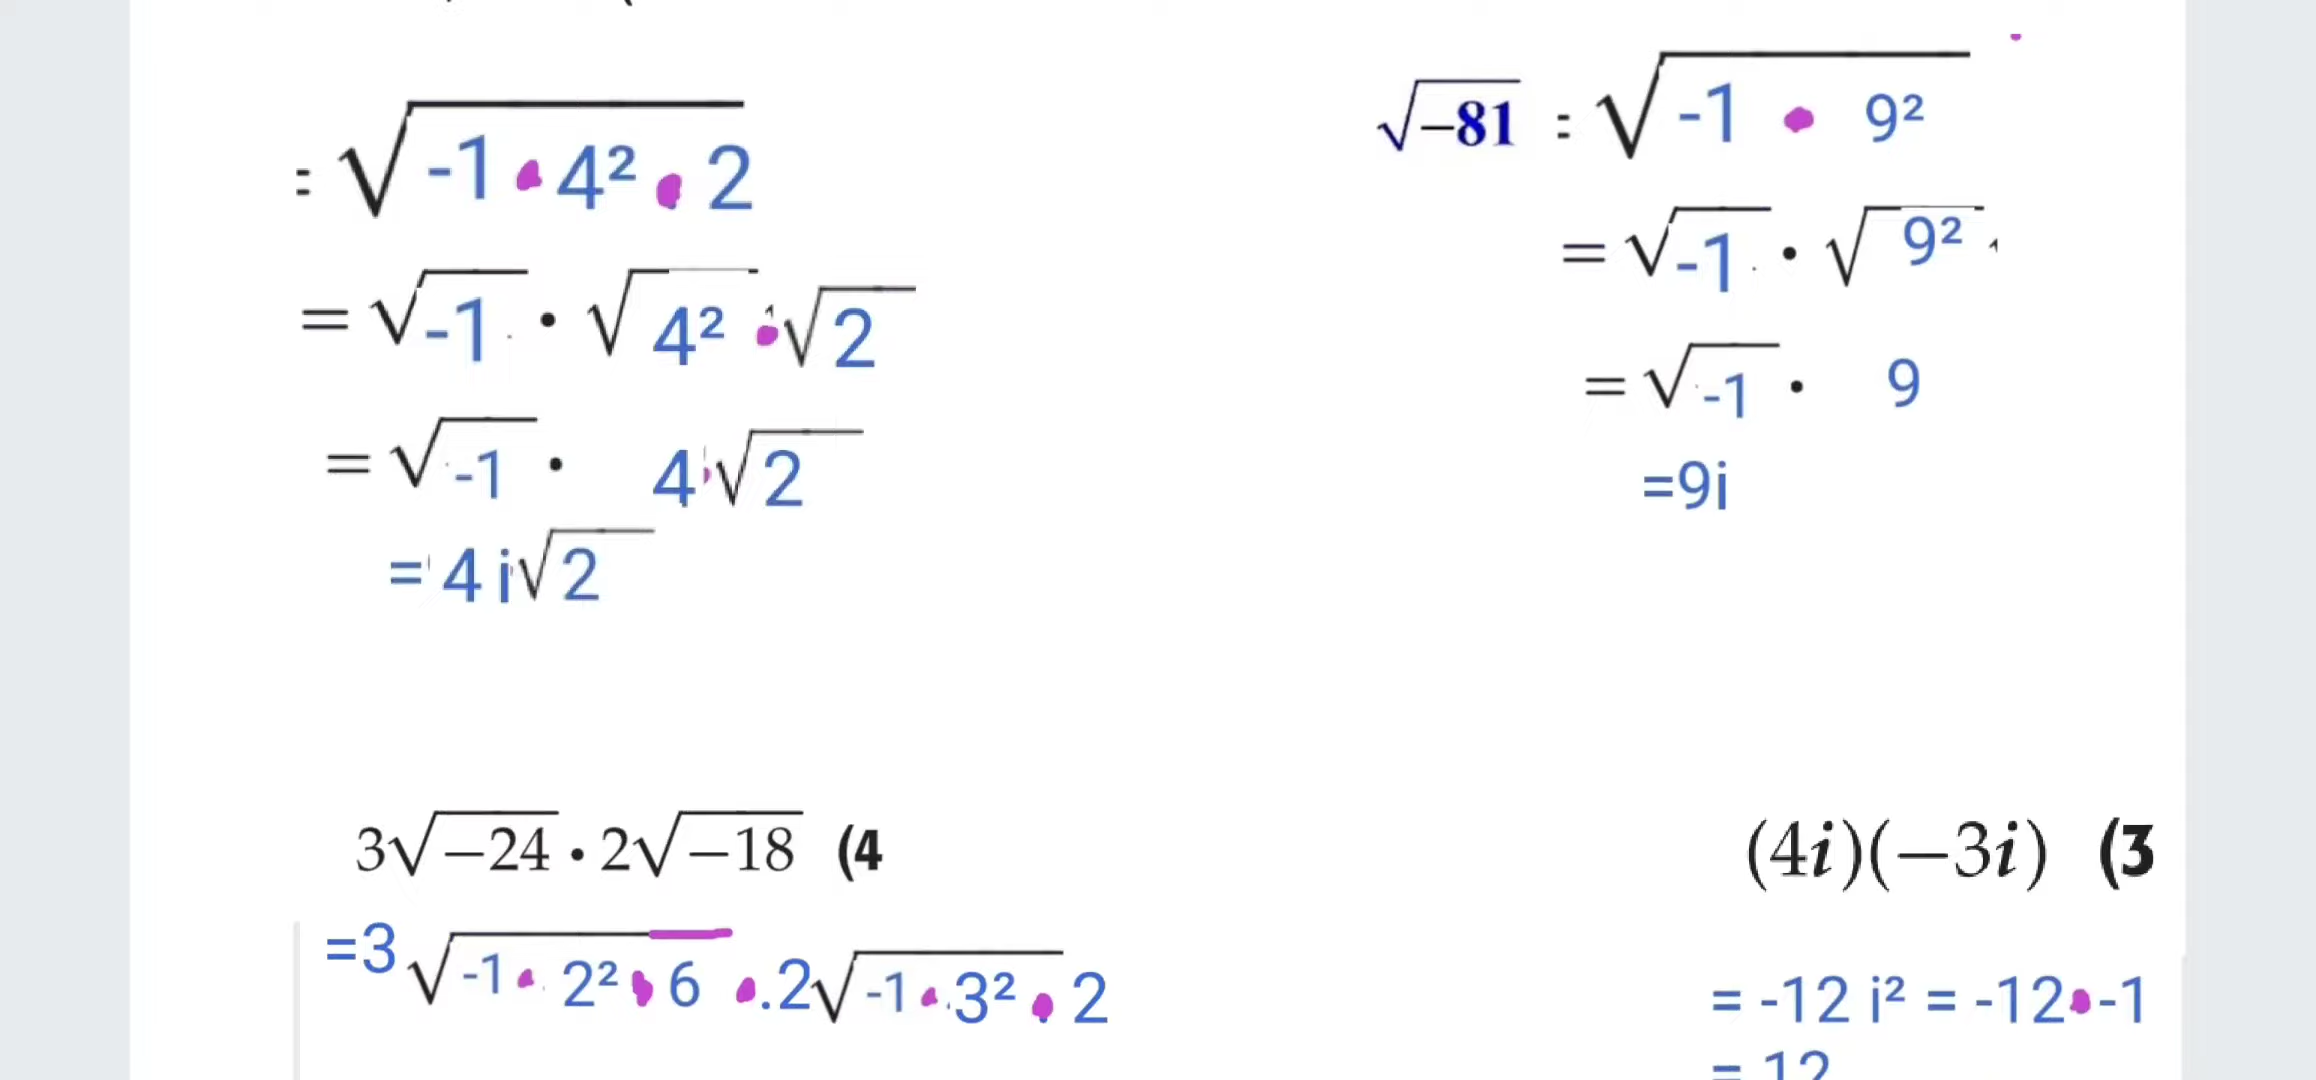 = √-1 • 4² • 2
= √-1 · √4² • √2
= √-1 · 4 √2
= 4 i√2
√−81 = √-1 • 9²
= √-1 · √9²
= √-1 · 9
=9i
3√−24 · 2√−18 (4
=3 √-1 • 2² • 6 • .2√-1 • .3² • 2
(4i)(−3i) (3
= -12 i² = -12 • -1
= 12